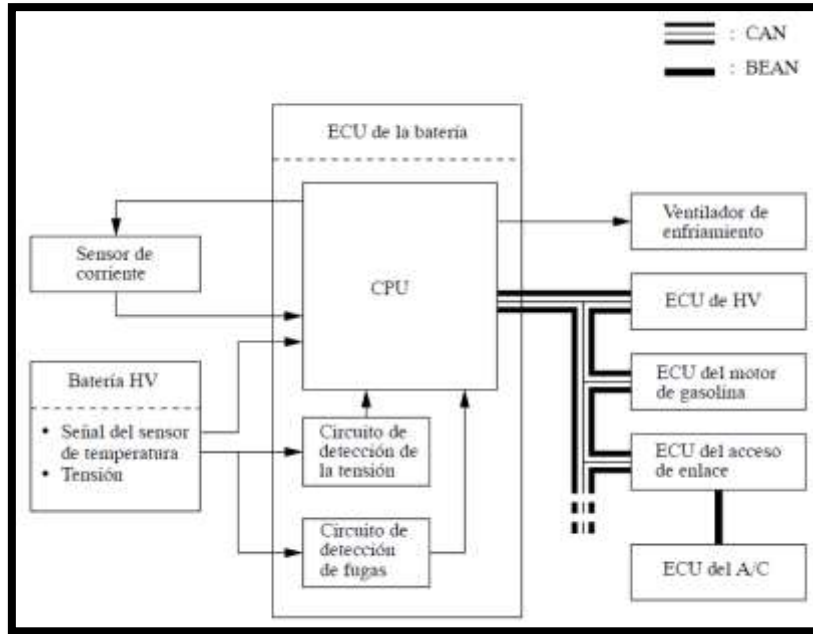 : CAN
: BEAN
ECU de la batería
Ventilador de
enfriamiento
Sensor de
corriente
CPU
ECU de HV
Batería HV
• Señal del sensor
de temperatura
• Tensión
Circuito de
detección de
la tensión
ECU del motor
de gasolina
ECU del acceso
de enlace
Circuito de
detección
de fugas
ECU del A/C